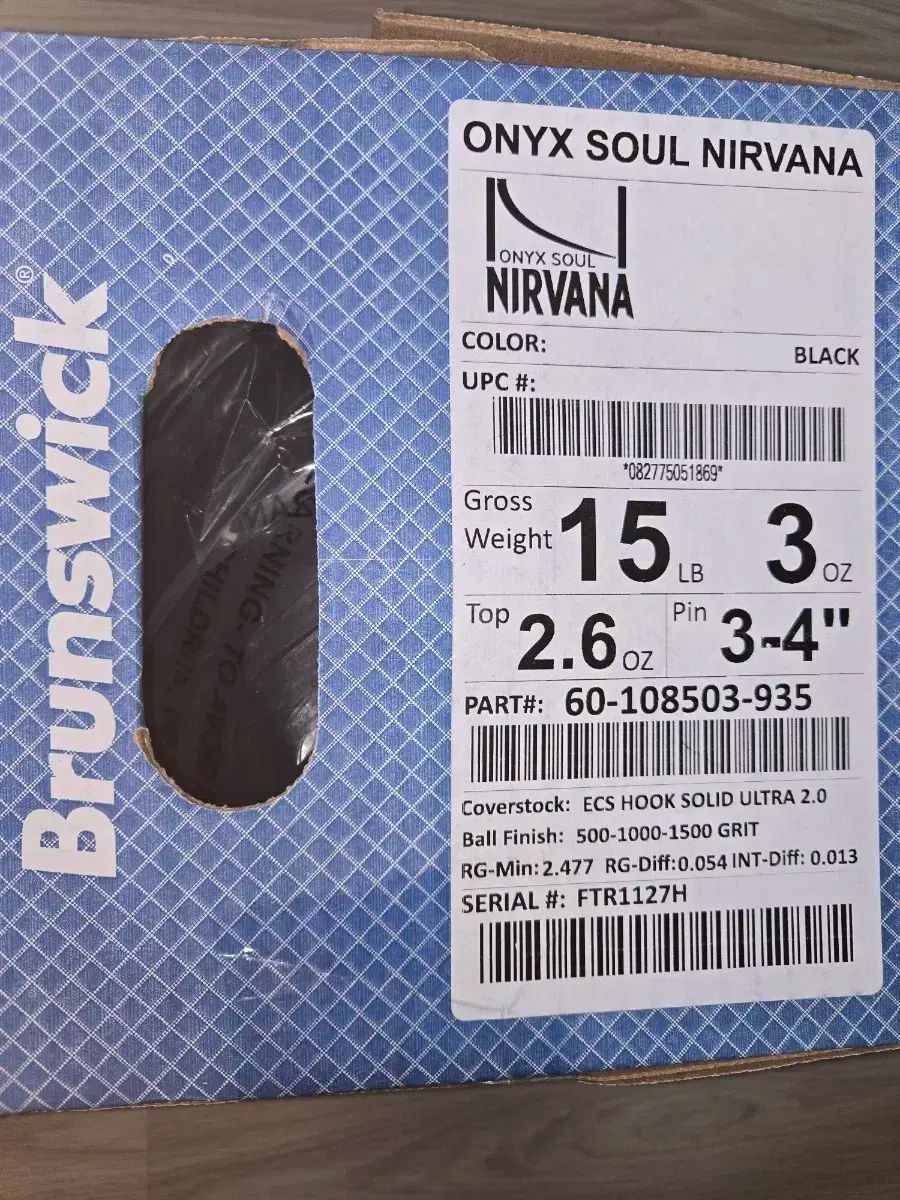 Brunswick®
ONYX SOUL NIRVANA
ONYX SOUL
NIRVANA
COLOR: BLACK
UPC #:
*082775051869*
Gross Weight 15 LB 3 OZ
Top 2.6 OZ Pin 3-4"
PART#: 60-108503-935
Coverstock: ECS HOOK SOLID ULTRA 2.0
Ball Finish: 500-1000-1500 GRIT
RG-Min: 2.477 RG-Diff: 0.054 INT-Diff: 0.013
SERIAL #: FTR1127H